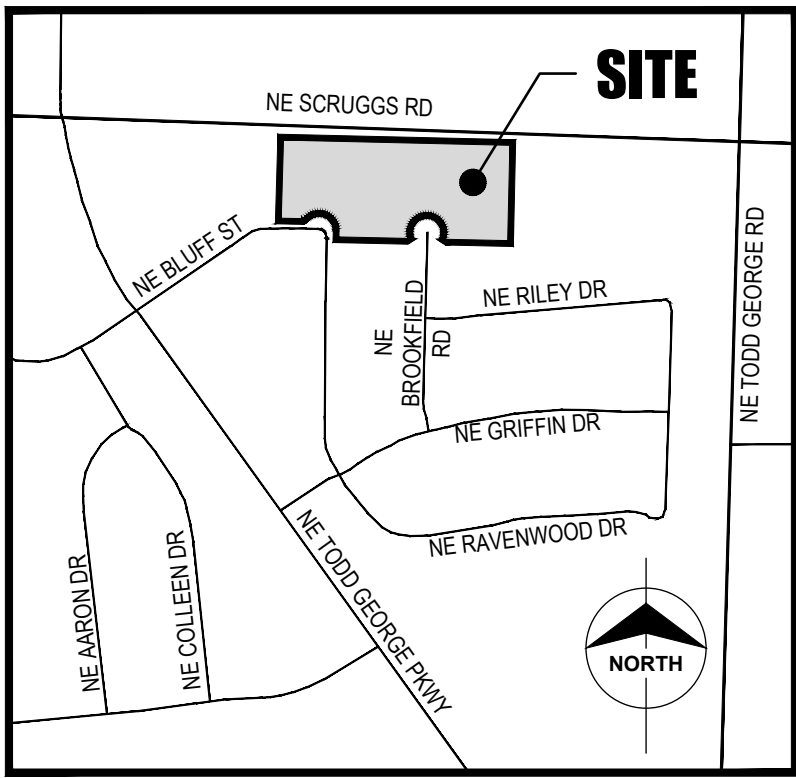 SITE
NE SCRUGGS RD
NE BLUFF ST
NE TODD GEORGE RD
NE RILEY DR
NE
BROOKFIELD
RD
NE GRIFFIN DR
NE RAVENWOOD DR
NE TODD GEORGE PKWY
NE AARON DR
NE COLLEEN DR
NORTH